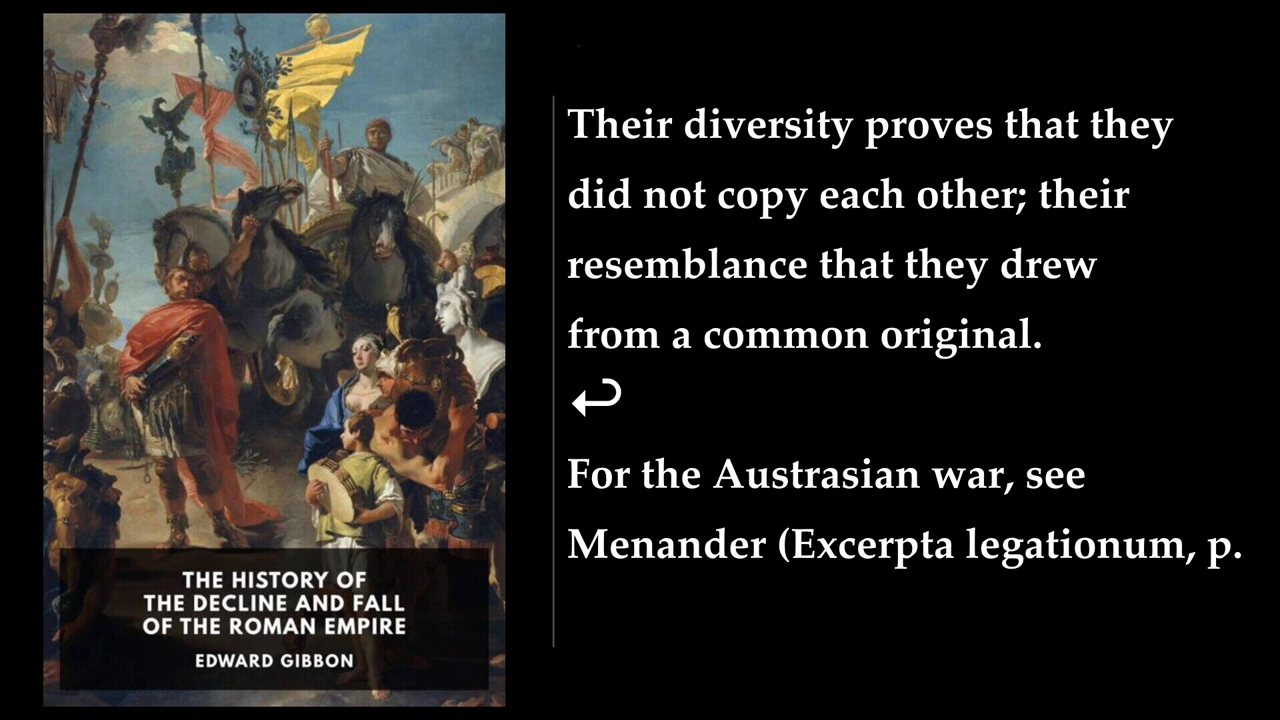 THE HISTORY OF
THE DECLINE AND FALL
OF THE ROMAN EMPIRE
EDWARD GIBBON
Their diversity proves that they
did not copy each other; their
resemblance that they drew
from a common original.
↩
For the Austrasian war, see
Menander (Excerpta legationum, p.